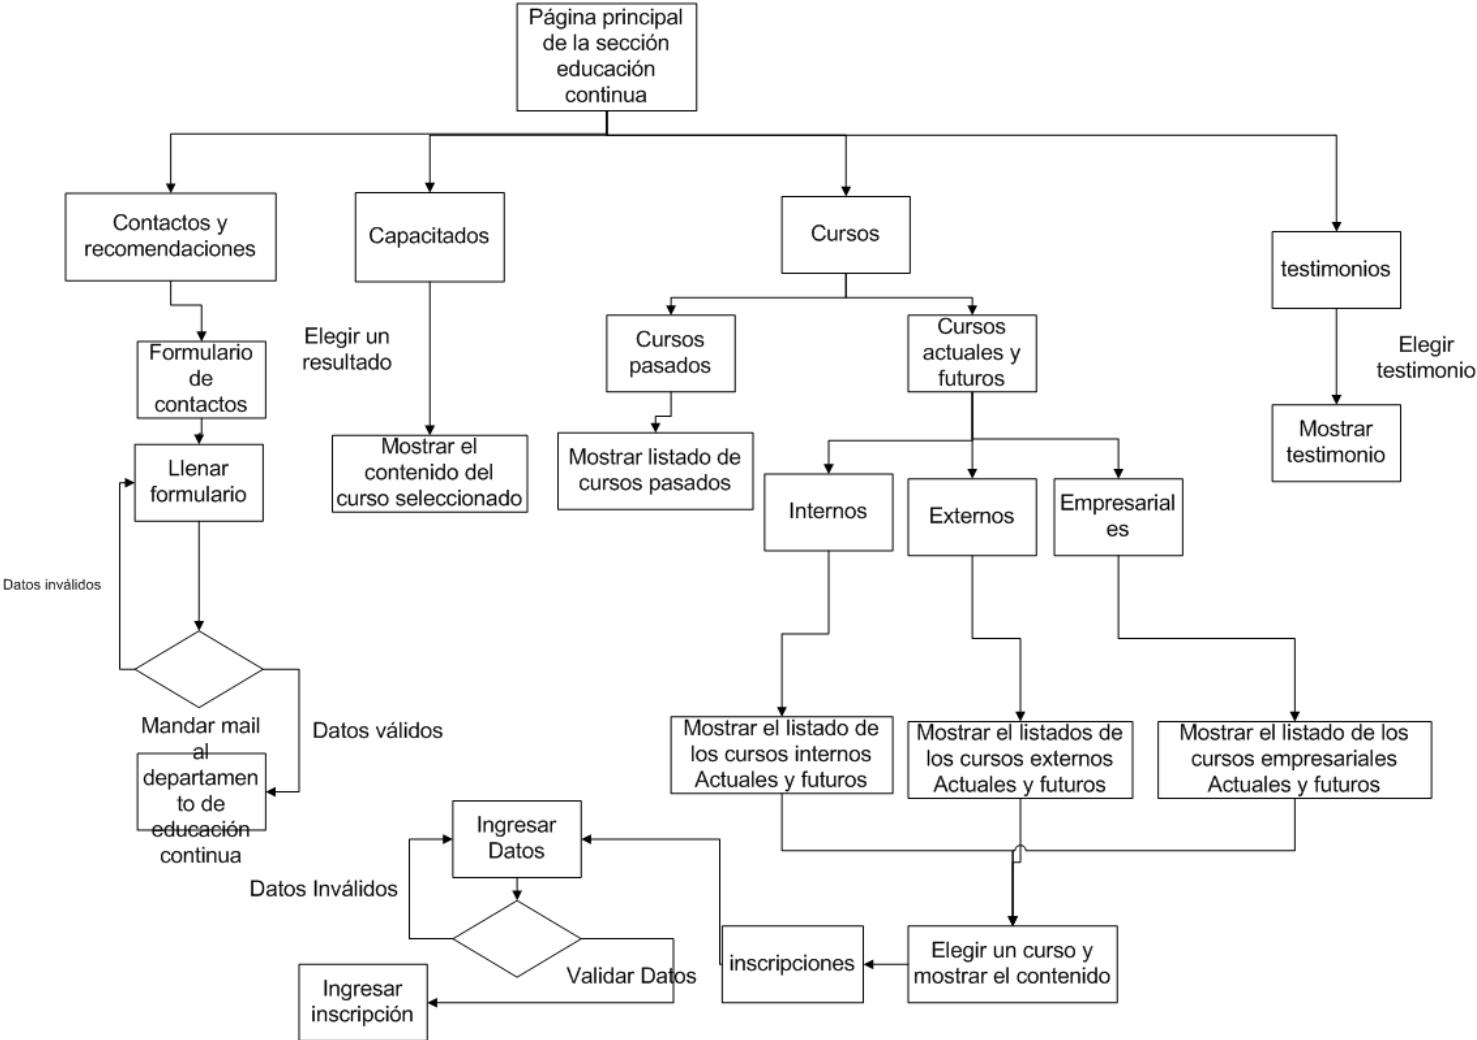 Página principal
de la sección
educación
continua
Contactos y
recomendaciones
Capacitados
Cursos
testimonios
Formulario
de
contactos
Elegir un
resultado
Cursos
pasados
Cursos
actuales y
futuros
Elegir
testimonio
Llenar
formulario
Mostrar el
contenido del
curso seleccionado
Mostrar listado de
cursos pasados
Internos
Externos
Empresarial
es
Mostrar
testimonio
Datos inválidos
Datos válidos
Mandar mail
al
departamen
to de
educación
continua
Mostrar el listado de
los cursos internos
Actuales y futuros
Mostrar el listados de
los cursos externos
Actuales y futuros
Mostrar el listado de los
cursos empresariales
Actuales y futuros
Ingresar
Datos
Datos Inválidos
Validar Datos
Ingresar
inscripción
inscripciones
Elegir un curso y
mostrar el contenido